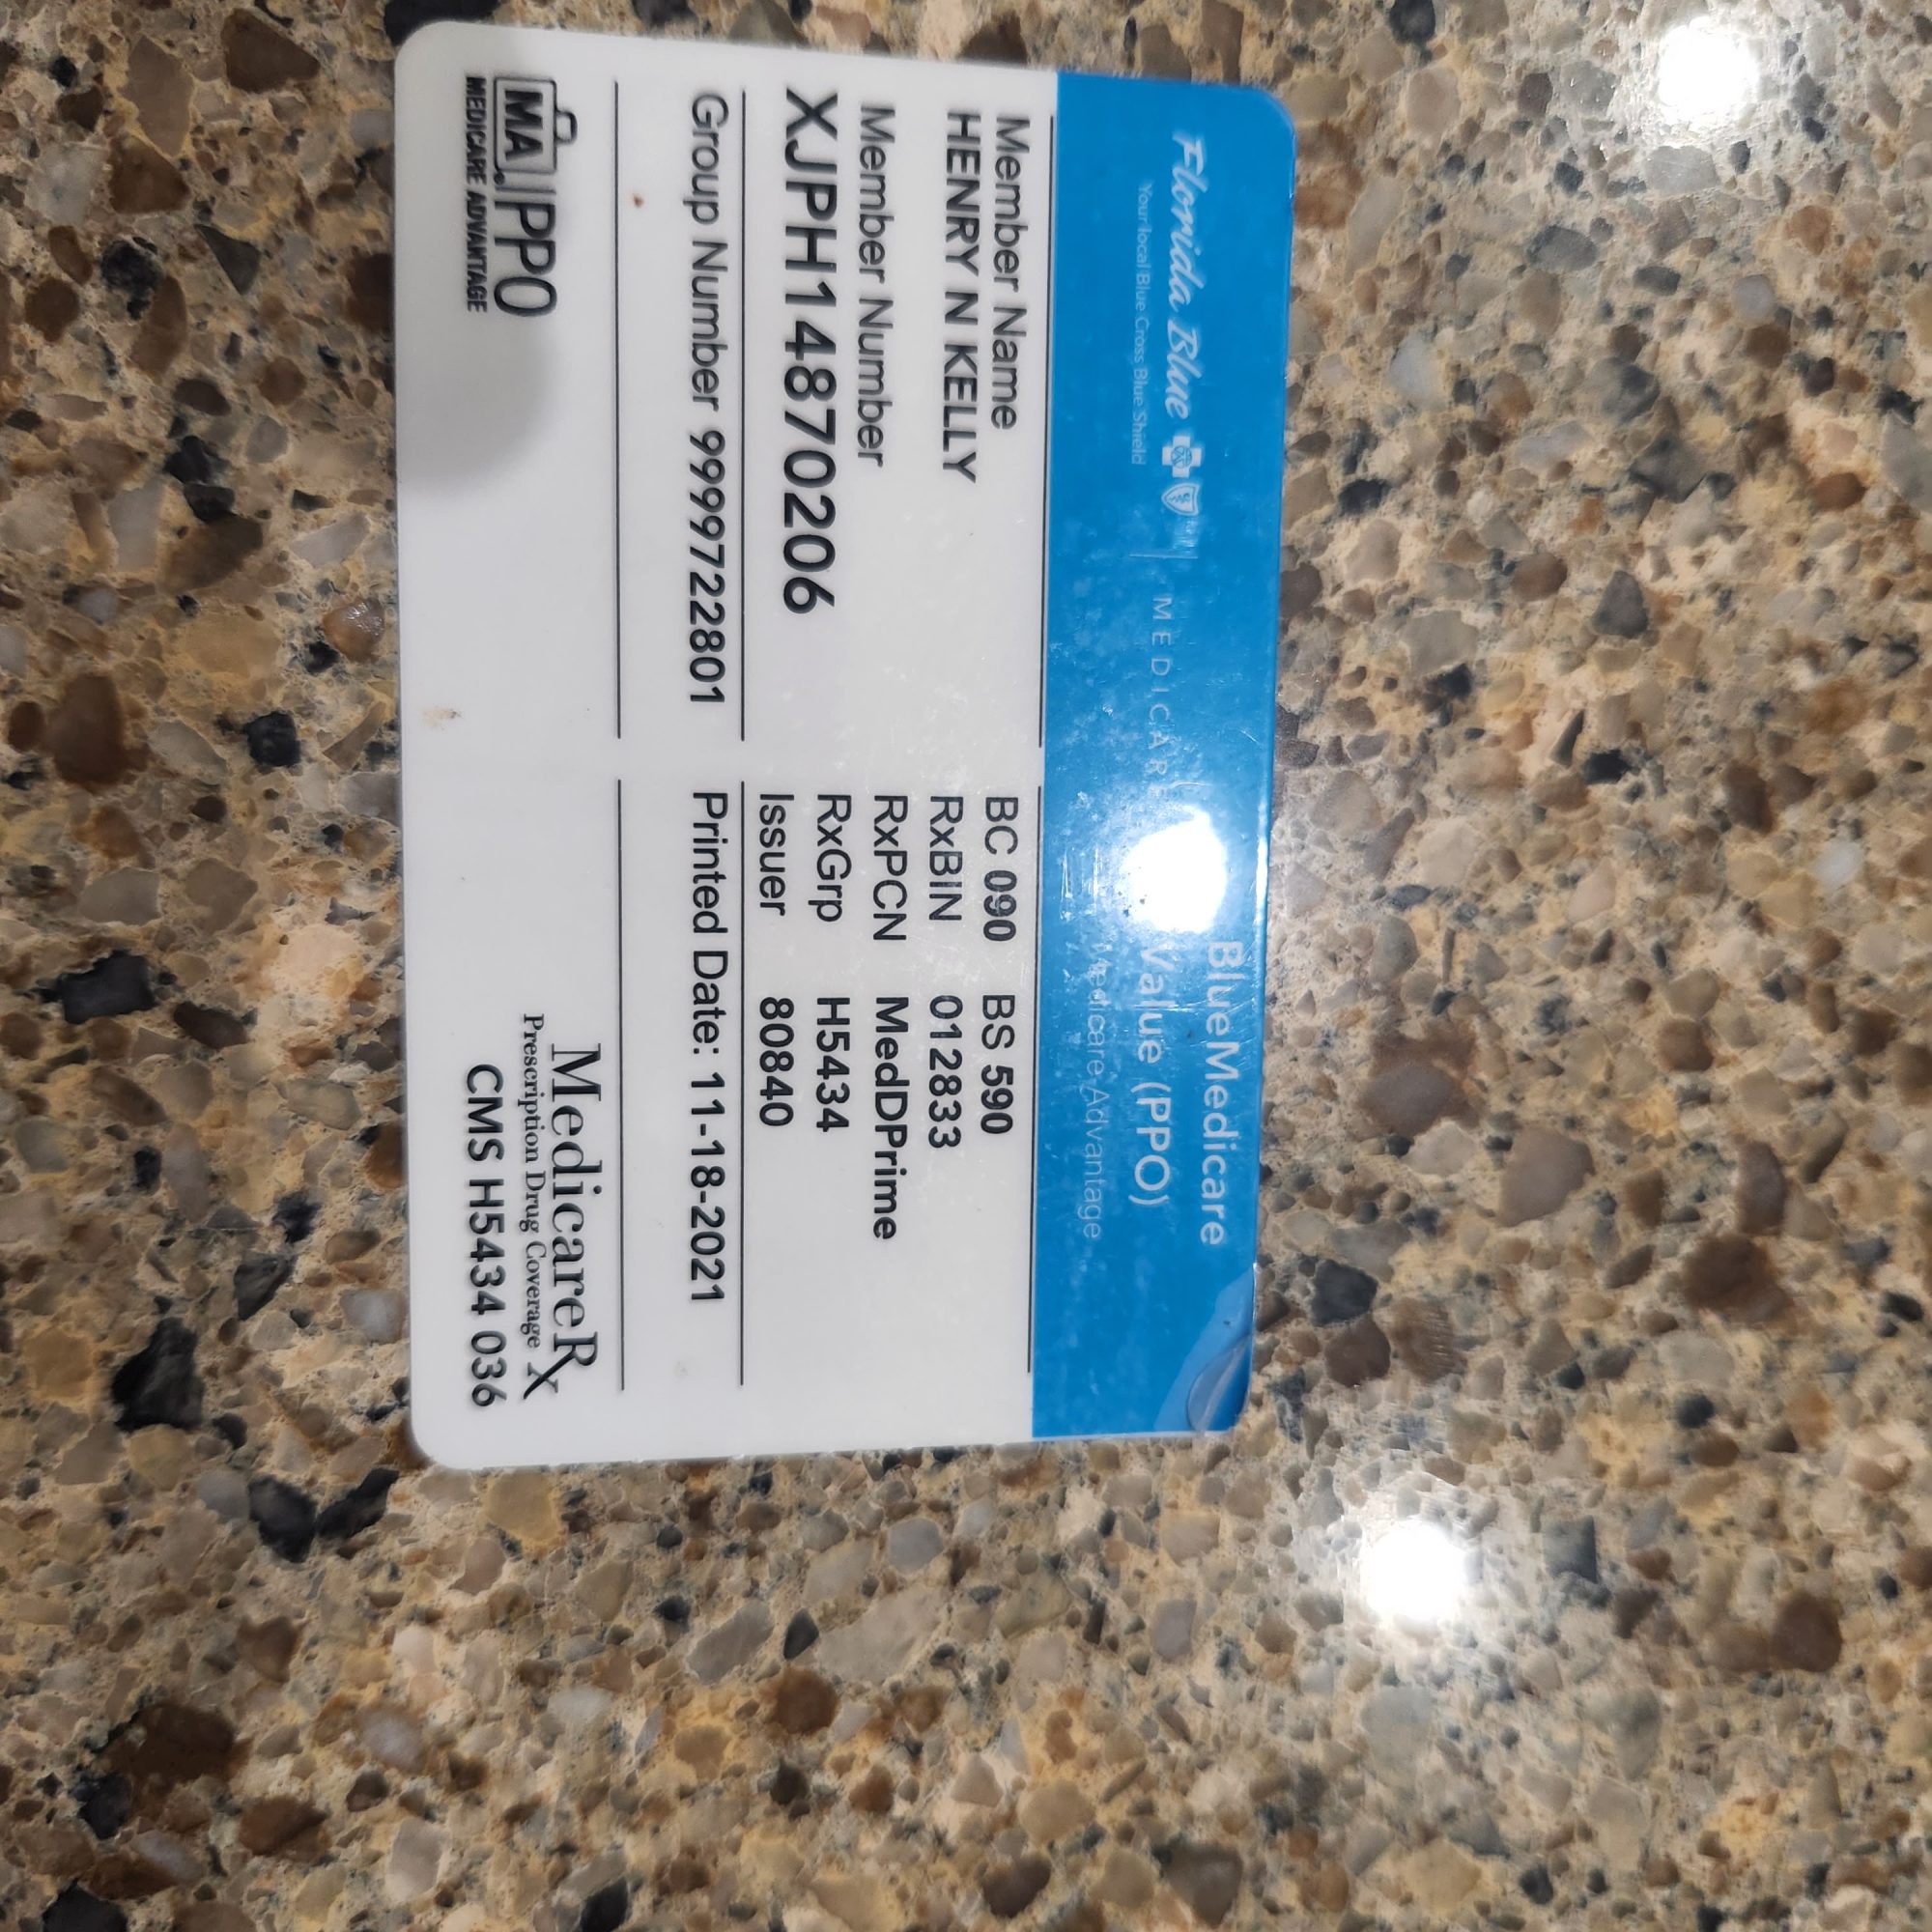 Florida Blue
Your local Blue Cross Blue Shield
MEDICARE
BlueMedicare
Value (PPO)
Medicare Advantage
Member Name
HENRY N KELLY
Member Number
XJPH14870206
Group Number 9999722801
BC 090 BS 590
RxBIN 012833
RxPCN MedDPrime
RxGrp H5434
Issuer 80840
Printed Date: 11-18-2021
MA PPO
MEDICARE ADVANTAGE
MedicareRx
Prescription Drug Coverage
CMS H5434 036